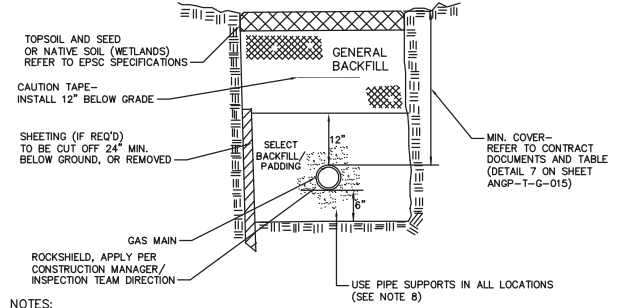 TOPSOIL AND SEED
OR NATIVE SOIL (WETLANDS)
REFER TO EPSC SPECIFICATIONS
GENERAL
BACKFILL
CAUTION TAPE-
INSTALL 12" BELOW GRADE
SHEETING (IF REQ'D)
TO BE CUT OFF 24" MIN.
BELOW GROUND, OR REMOVED
SELECT
BACKFILL/
PADDING
12"
MIN. COVER-
REFER TO CONTRACT
DOCUMENTS AND TABLE
(DETAIL 7 ON SHEET
ANGP-T-G-015)
6"
GAS MAIN
ROCKSHIELD, APPLY PER
CONSTRUCTION MANAGER/
INSPECTION TEAM DIRECTION
USE PIPE SUPPORTS IN ALL LOCATIONS
(SEE NOTE 8)
NOTES: